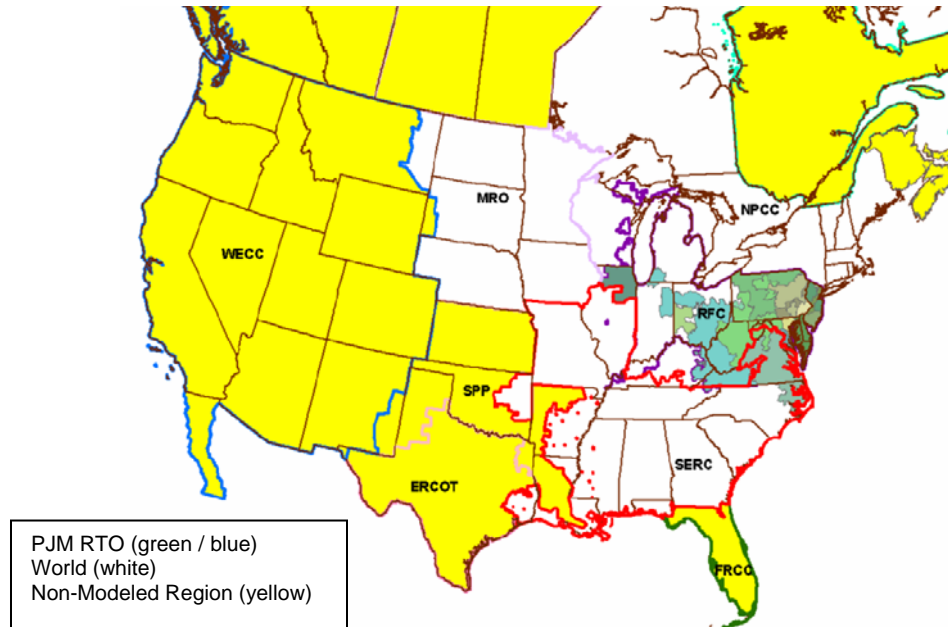 MRO
NPCC
WECC
RFC
SPP
SERC
ERCOT
FRCC
PJM RTO (green / blue)
World (white)
Non-Modeled Region (yellow)